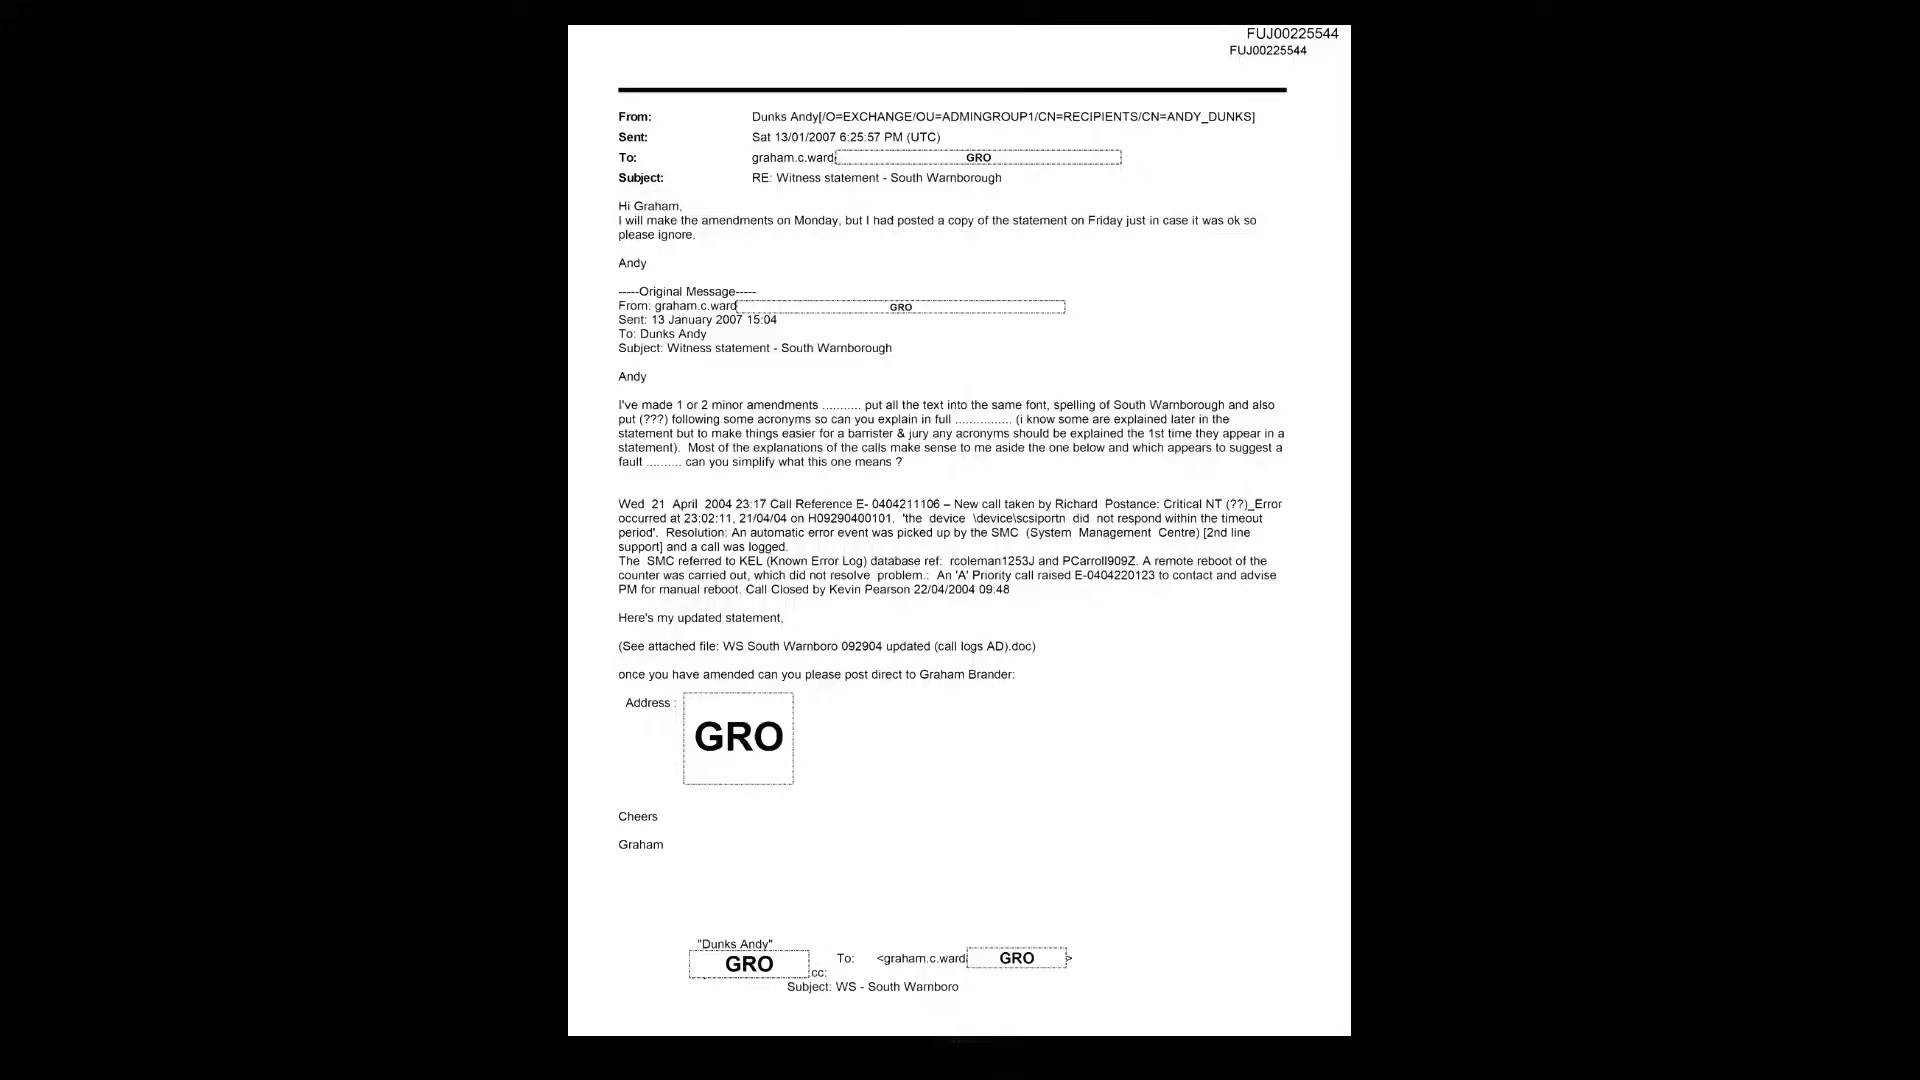 FUJ00225544
FUJ00225544
From: Dunks Andy[/O=EXCHANGE/OU=ADMINGROUP1/CN=RECIPIENTS/CN=ANDY_DUNKS]
Sent: Sat 13/01/2007 6:25:57 PM (UTC)
To: graham.c.ward GRO
Subject: RE: Witness statement - South Warnborough
Hi Graham,
I will make the amendments on Monday, but I had posted a copy of the statement on Friday just in case it was ok so
please ignore.
Andy
-----Original Message-----
From: graham.c.ward GRO
Sent: 13 January 2007 15:04
To: Dunks Andy
Subject: Witness statement - South Warnborough
Andy
I've made 1 or 2 minor amendments .......... put all the text into the same font, spelling of South Warnborough and also
put (???) following some acronyms so can you explain in full ............... (i know some are explained later in the
statement but to make things easier for a barrister & jury any acronyms should be explained the 1st time they appear in a
statement). Most of the explanations of the calls make sense to me aside the one below and which appears to suggest a
fault ......... can you simplify what this one means ?
Wed 21 April 2004 23:17 Call Reference E- 0404211106 – New call taken by Richard Postance: Critical NT (??)_Error
occurred at 23:02:11, 21/04/04 on H09290400101. 'the device \device\scsiportn did not respond within the timeout
period'. Resolution: An automatic error event was picked up by the SMC (System Management Centre) [2nd line
support] and a call was logged.
The SMC referred to KEL (Known Error Log) database ref: rcoleman1253J and PCarroll909Z. A remote reboot of the
counter was carried out, which did not resolve problem.: An 'A' Priority call raised E-0404220123 to contact and advise
PM for manual reboot. Call Closed by Kevin Pearson 22/04/2004 09:48
Here's my updated statement,
(See attached file: WS South Warnboro 092904 updated (call logs AD).doc)
once you have amended can you please post direct to Graham Brander:
Address : GRO
Cheers
Graham
"Dunks Andy"
GRO To: <graham.c.ward GRO >
cc:
Subject: WS - South Warnboro